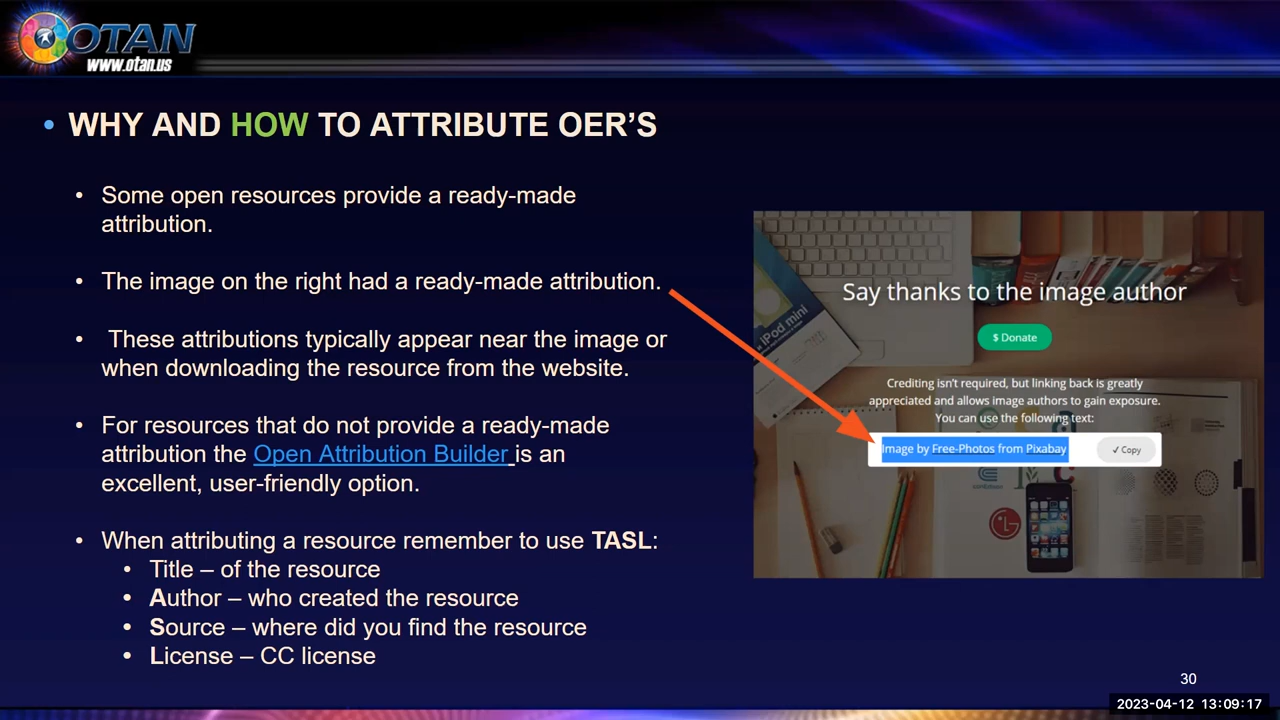 OTAN
www.otan.us
• WHY AND HOW TO ATTRIBUTE OER’S
• Some open resources provide a ready-made
attribution.
• The image on the right had a ready-made attribution.
• These attributions typically appear near the image or
when downloading the resource from the website.
• For resources that do not provide a ready-made
attribution the Open Attribution Builder is an
excellent, user-friendly option.
• When attributing a resource remember to use TASL:
• Title – of the resource
• Author – who created the resource
• Source – where did you find the resource
• License – CC license
iPod mini
Say thanks to the image author
$ Donate
Crediting isn’t required, but linking back is greatly
appreciated and allows image authors to gain exposure.
You can use the following text:
Image by Free-Photos from Pixabay
✓ Copy
LG
30
2023-04-12 13:09:17